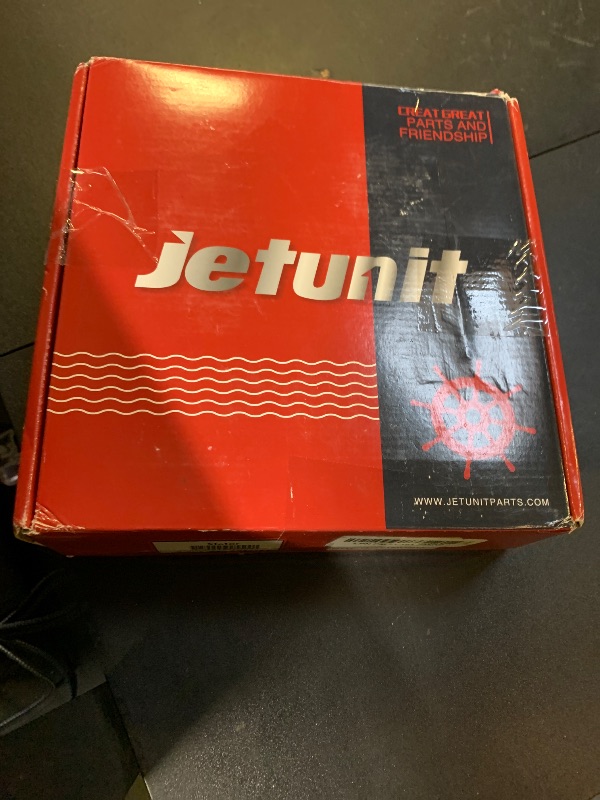 CREAT GREAT
PARTS AND
FRIENDSHIP
Jetunit
WWW.JETUNITPARTS.COM